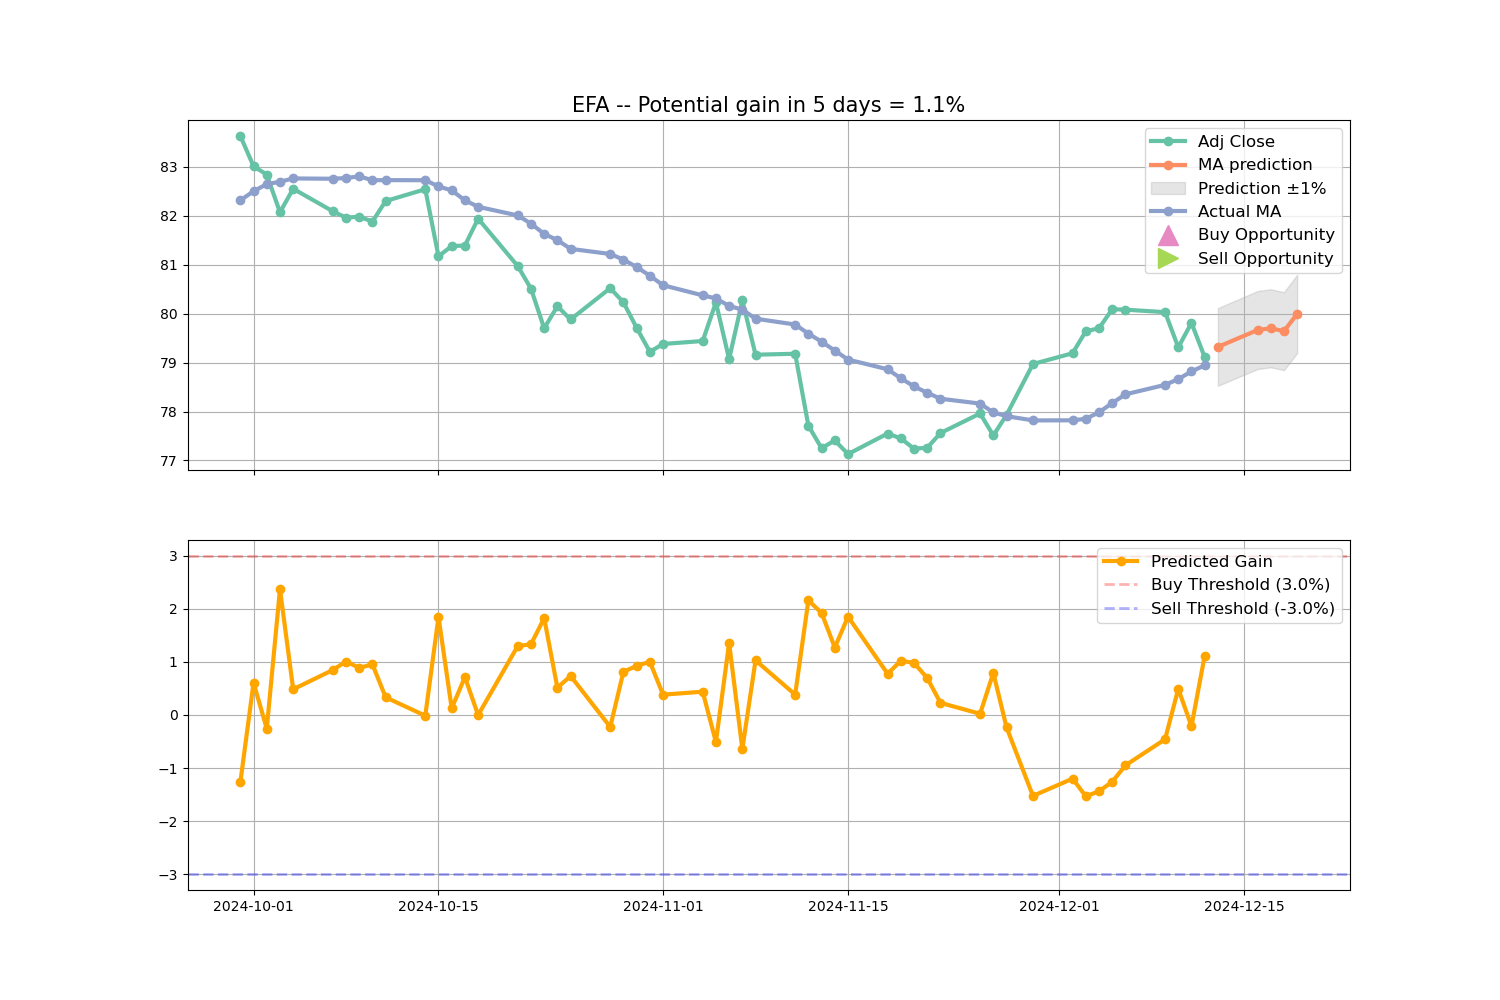 EFA -- Potential gain in 5 days = 1.1%
83
82
81
80
79
78
77
Adj Close
MA prediction
Prediction ±1%
Actual MA
Buy Opportunity
Sell Opportunity
3
2
1
0
−1
−2
−3
Predicted Gain
Buy Threshold (3.0%)
Sell Threshold (-3.0%)
2024-10-01 2024-10-15 2024-11-01 2024-11-15 2024-12-01 2024-12-15